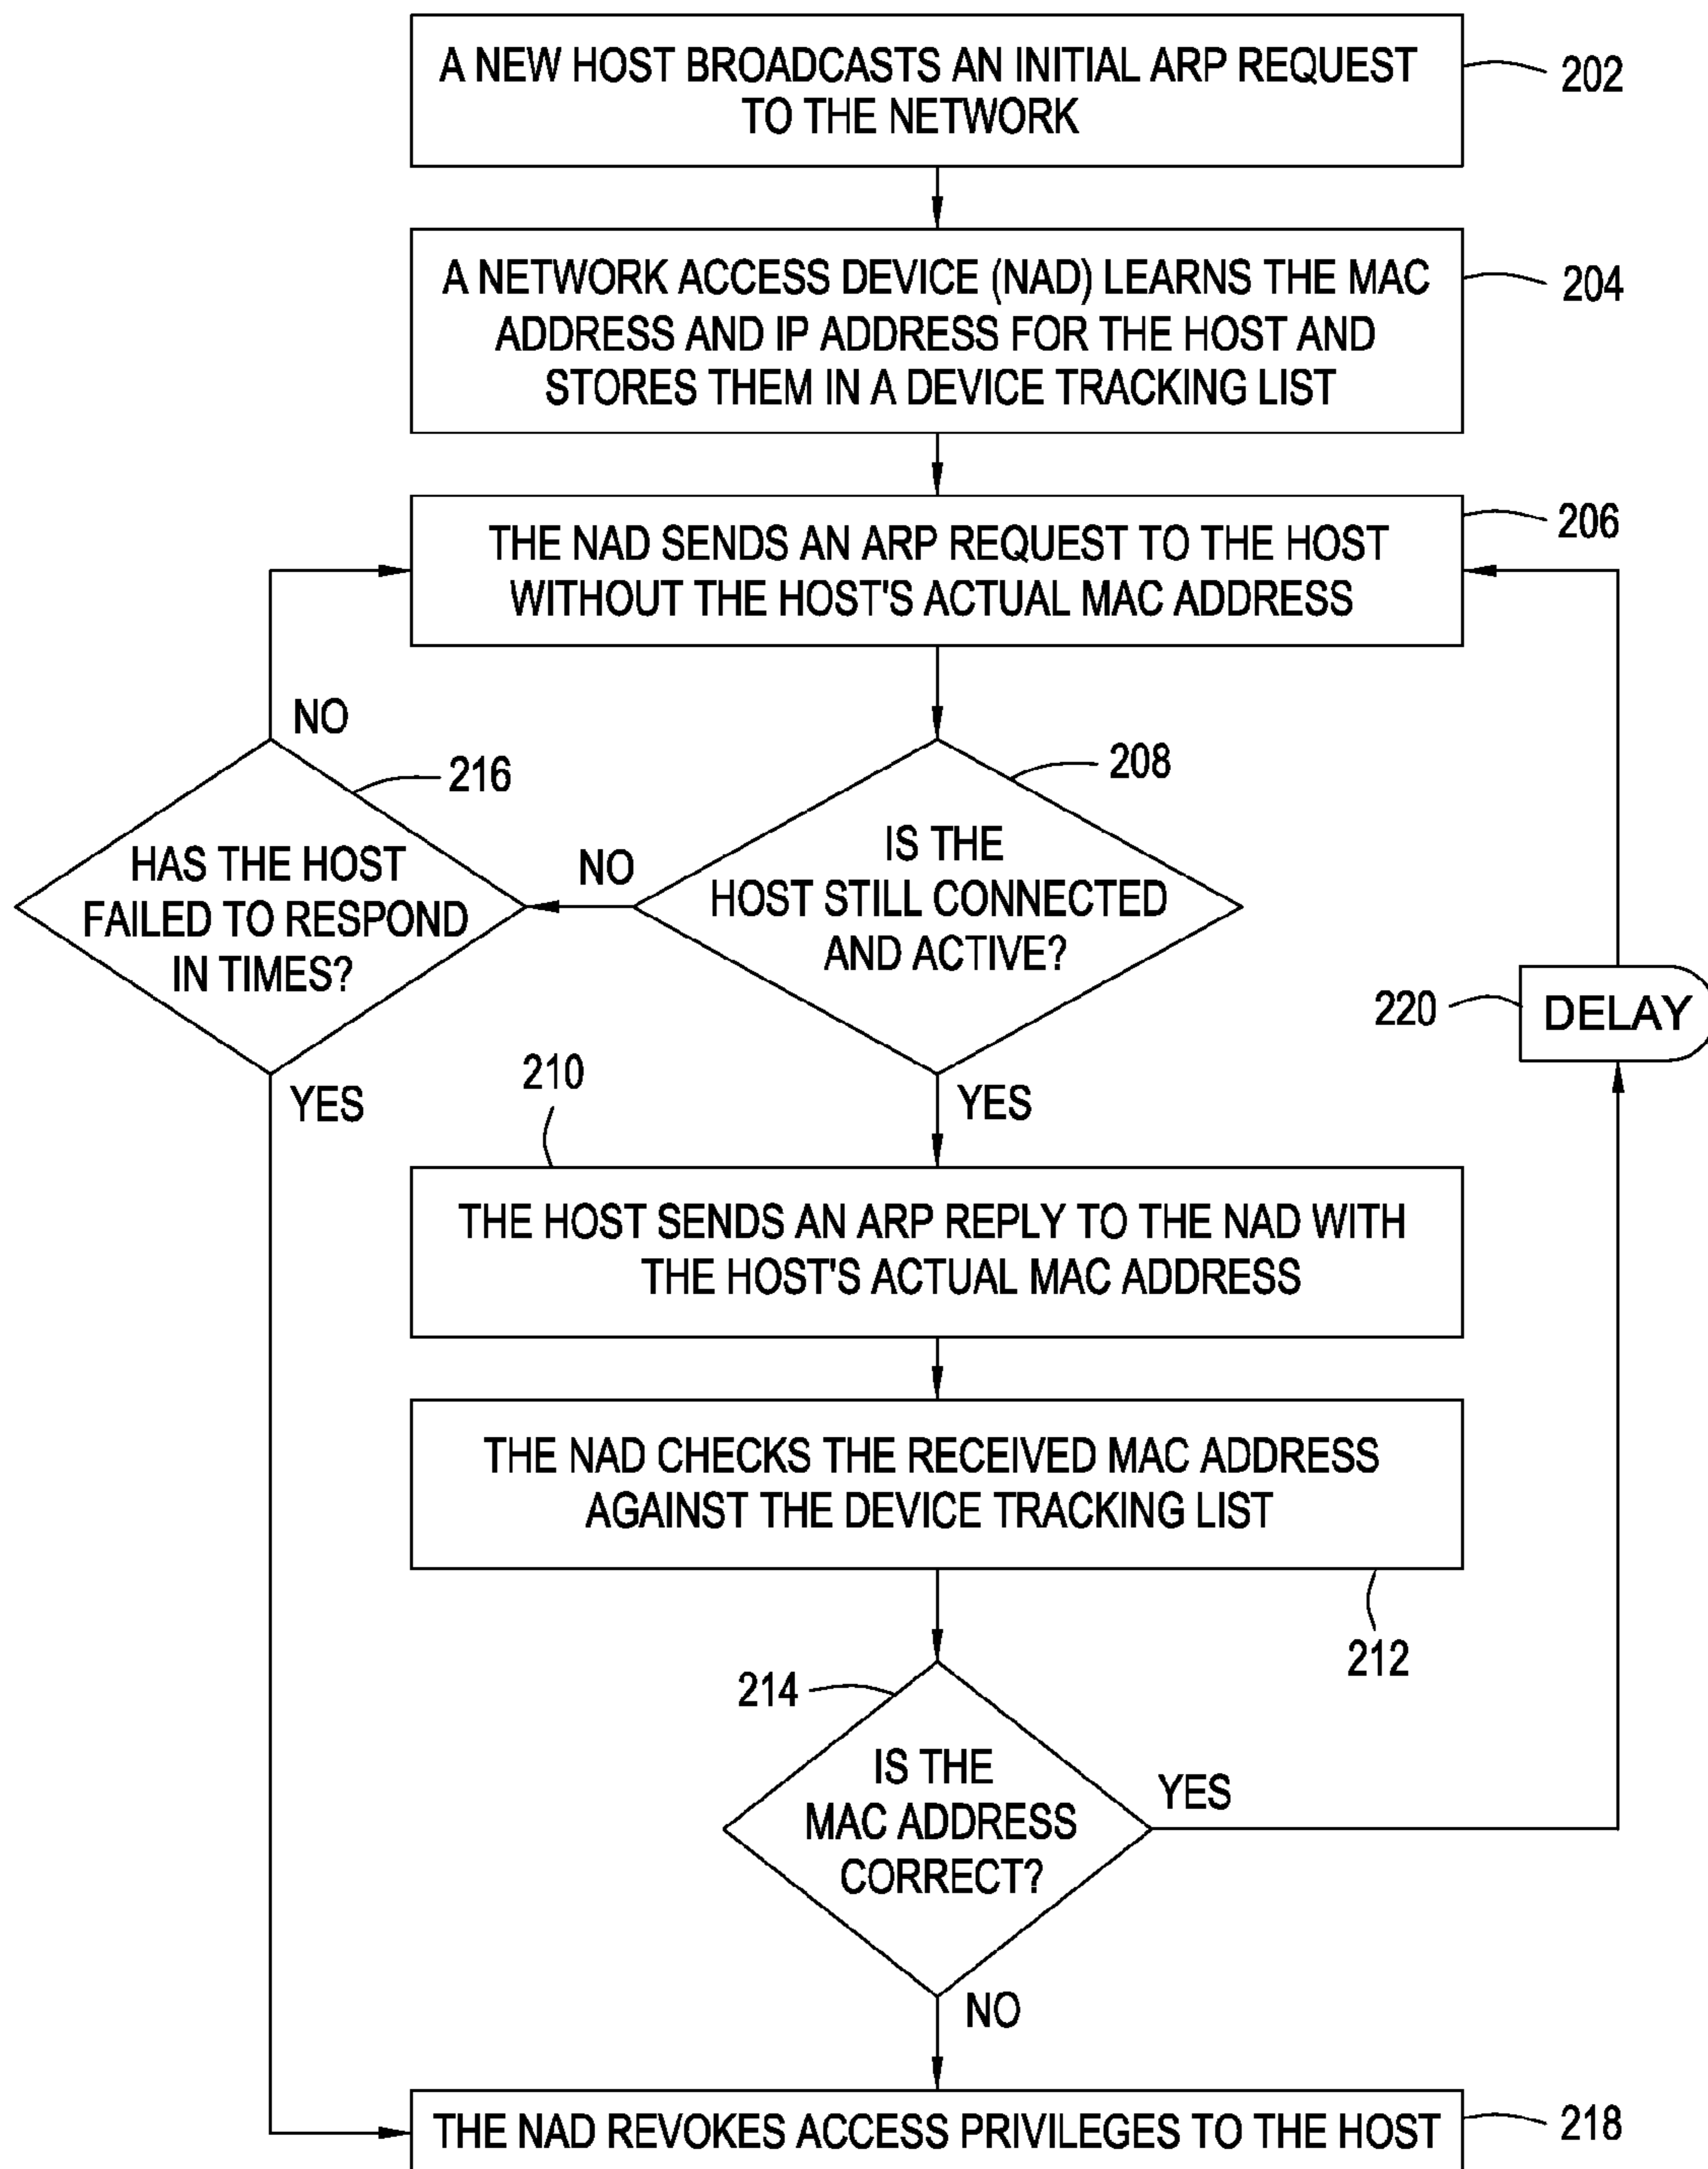 A NEW HOST BROADCASTS AN INITIAL ARP REQUEST
TO THE NETWORK
202
A NETWORK ACCESS DEVICE (NAD) LEARNS THE MAC
ADDRESS AND IP ADDRESS FOR THE HOST AND
STORES THEM IN A DEVICE TRACKING LIST
204
THE NAD SENDS AN ARP REQUEST TO THE HOST
WITHOUT THE HOST'S ACTUAL MAC ADDRESS
206
NO
216
HAS THE HOST
FAILED TO RESPOND
IN TIMES?
YES
NO
208
IS THE
HOST STILL CONNECTED
AND ACTIVE?
YES
220
DELAY
210
THE HOST SENDS AN ARP REPLY TO THE NAD WITH
THE HOST'S ACTUAL MAC ADDRESS
THE NAD CHECKS THE RECEIVED MAC ADDRESS
AGAINST THE DEVICE TRACKING LIST
212
214
IS THE
MAC ADDRESS
CORRECT?
YES
NO
THE NAD REVOKES ACCESS PRIVILEGES TO THE HOST
218